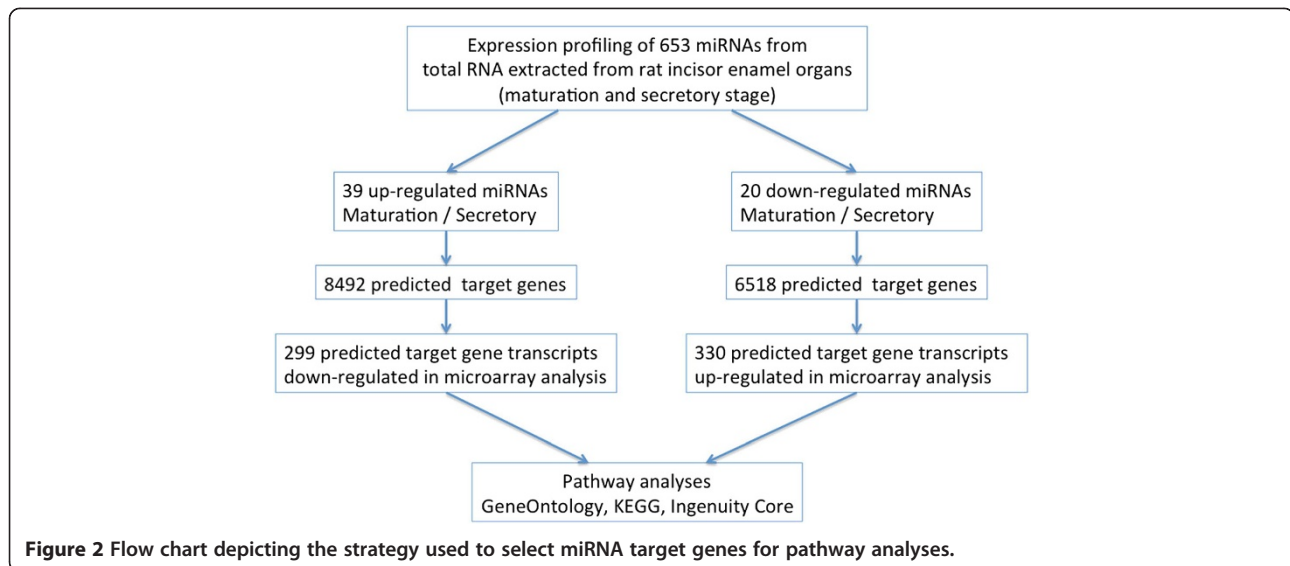 Expression profiling of 653 miRNAs from
total RNA extracted from rat incisor enamel organs
(maturation and secretory stage)
39 up-regulated miRNAs
Maturation / Secretory
20 down-regulated miRNAs
Maturation / Secretory
8492 predicted target genes
6518 predicted target genes
299 predicted target gene transcripts
down-regulated in microarray analysis
330 predicted target gene transcripts
up-regulated in microarray analysis
Pathway analyses
GeneOntology, KEGG, Ingenuity Core
Figure 2 Flow chart depicting the strategy used to select miRNA target genes for pathway analyses.